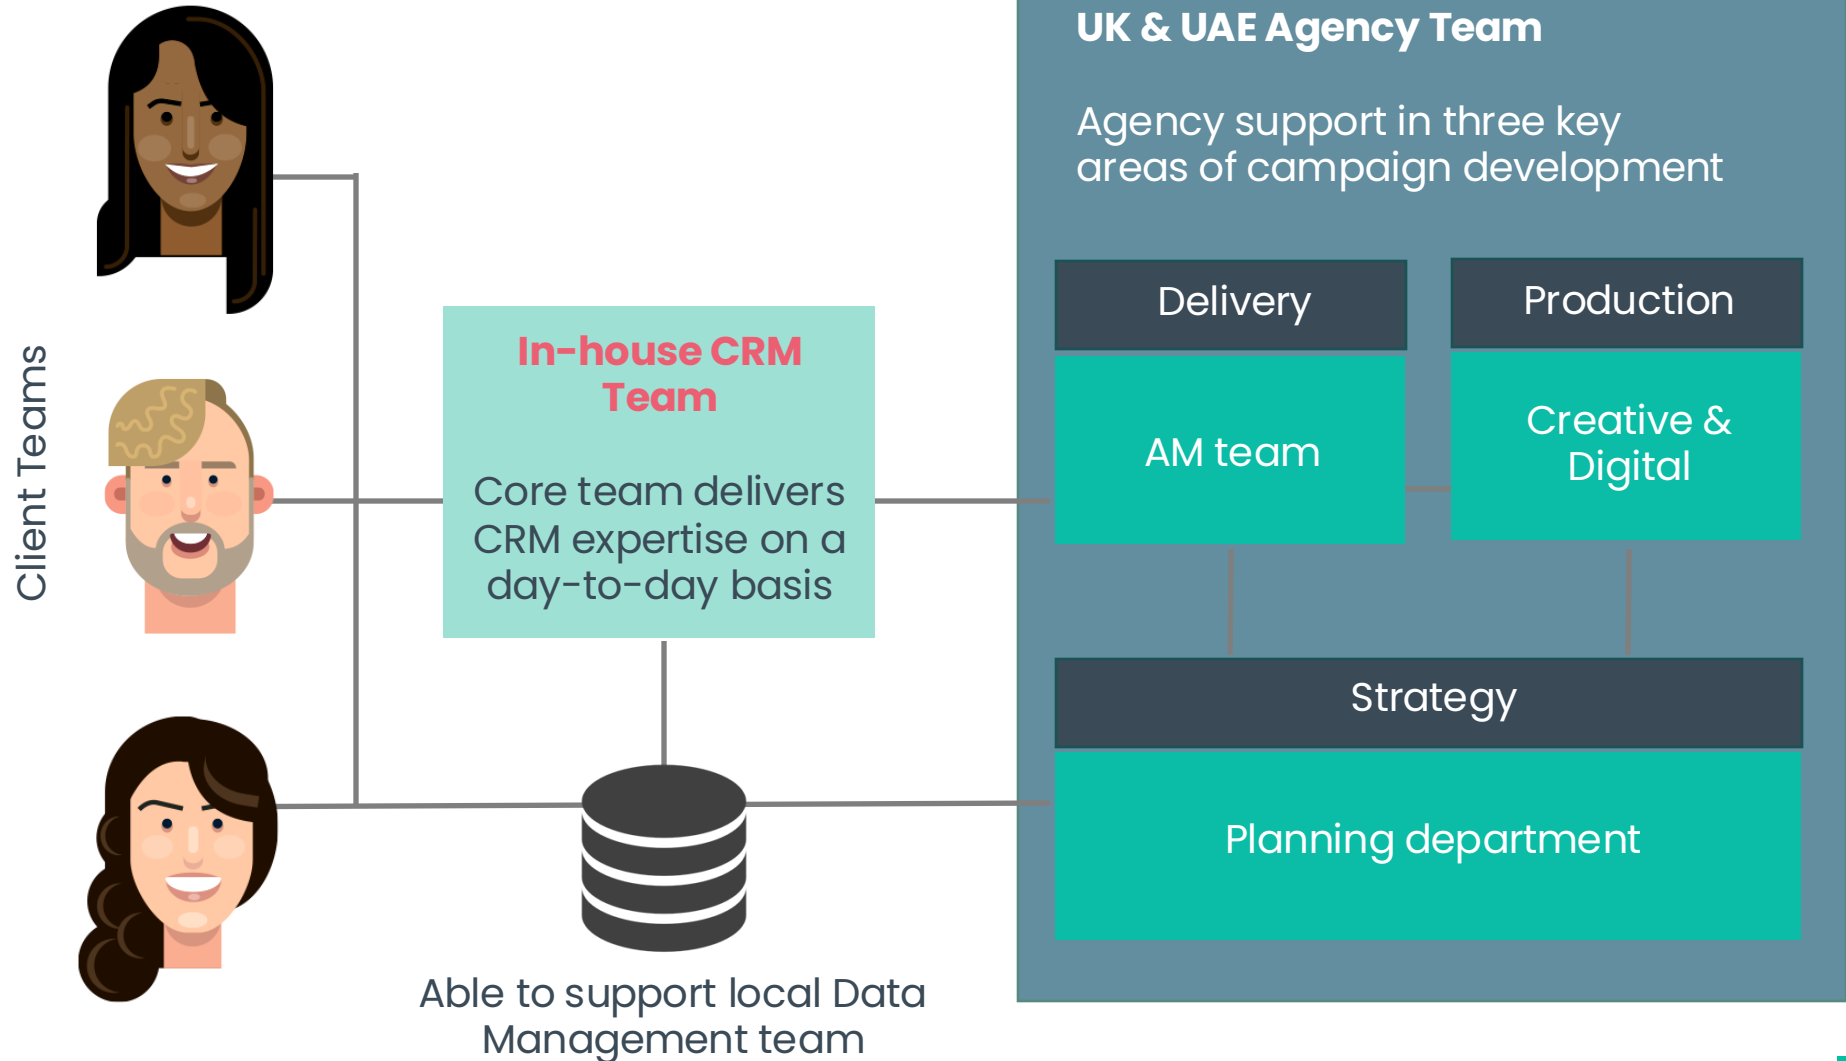 Client Teams
In-house CRM
Team
Core team delivers
CRM expertise on a
day-to-day basis
Able to support local Data
Management team
UK & UAE Agency Team
Agency support in three key
areas of campaign development
Delivery
AM team
Production
Creative &
Digital
Strategy
Planning department